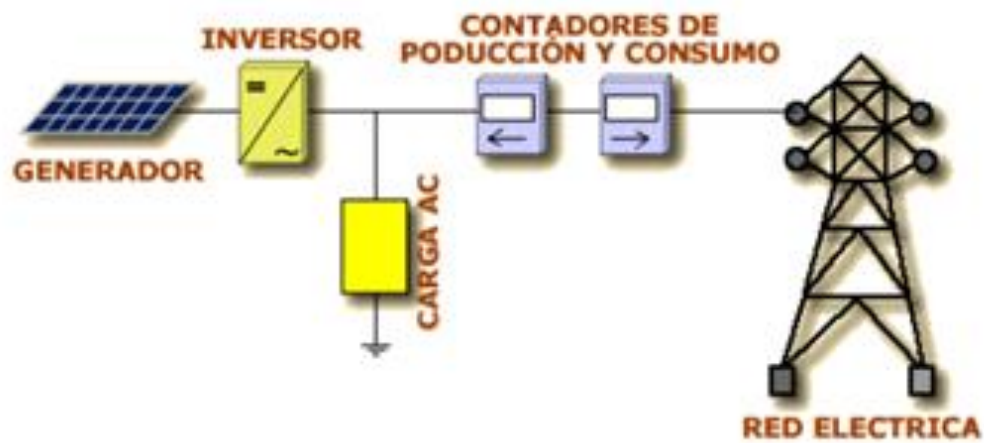 INVERSOR
CONTADORES DE
PODUCCIÓN Y CONSUMO
GENERADOR
CARGA AC
RED ELECTRICA